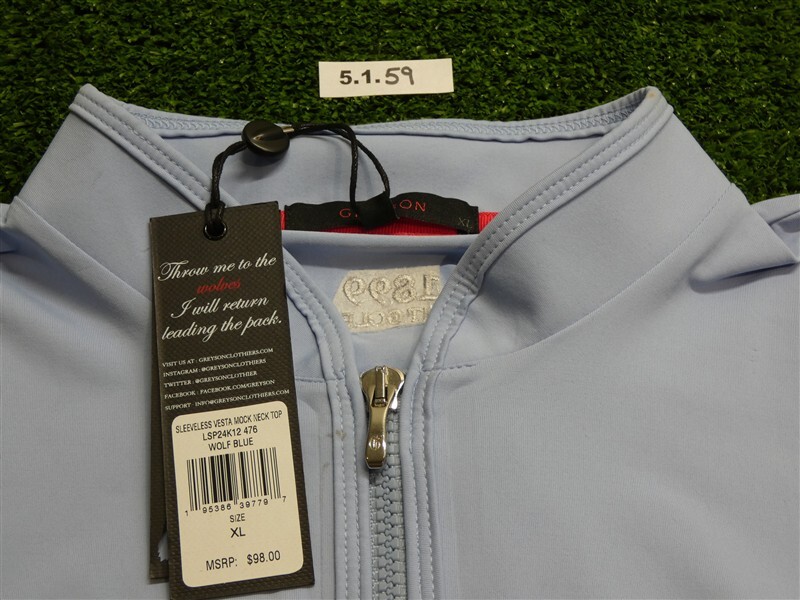 5.1.59
GREYSON
XL
Throw me to the
wolves
I will return
leading the pack.
VISIT US AT : GREYSONCLOTHIERS.COM
INSTAGRAM : @GREYSONCLOTHIERS
TWITTER : @GREYSONCLOTHIER
FACEBOOK : FACEBOOK.COM/GREYSON
SUPPORT : INFO@GREYSONCLOTHIERS.COM
SLEEVELESS VESTA MOCK NECK TOP
LSP24K12 476
WOLF BLUE
1 95386 39779 7
SIZE
XL
MSRP: $98.00